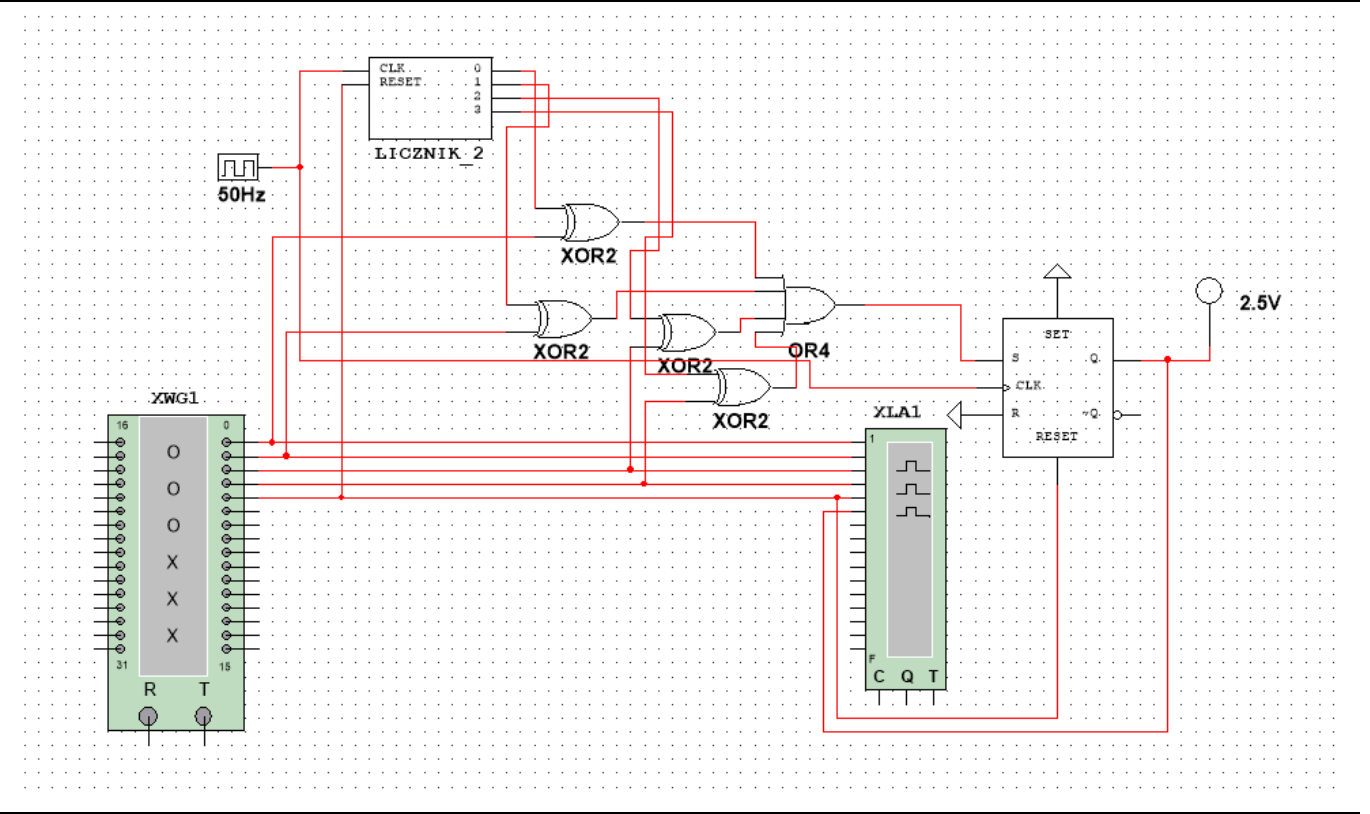 CLK 0
RESET 1
2
3
LICZNIK_2
50Hz
XOR2
XOR2
XOR2
XOR2
OR4
SET
S Q
CLK
R ~Q
RESET
2.5V
XWG1
16 0
O
O
O
X
X
X
31 15
R T
XLA1
1
F
C Q T